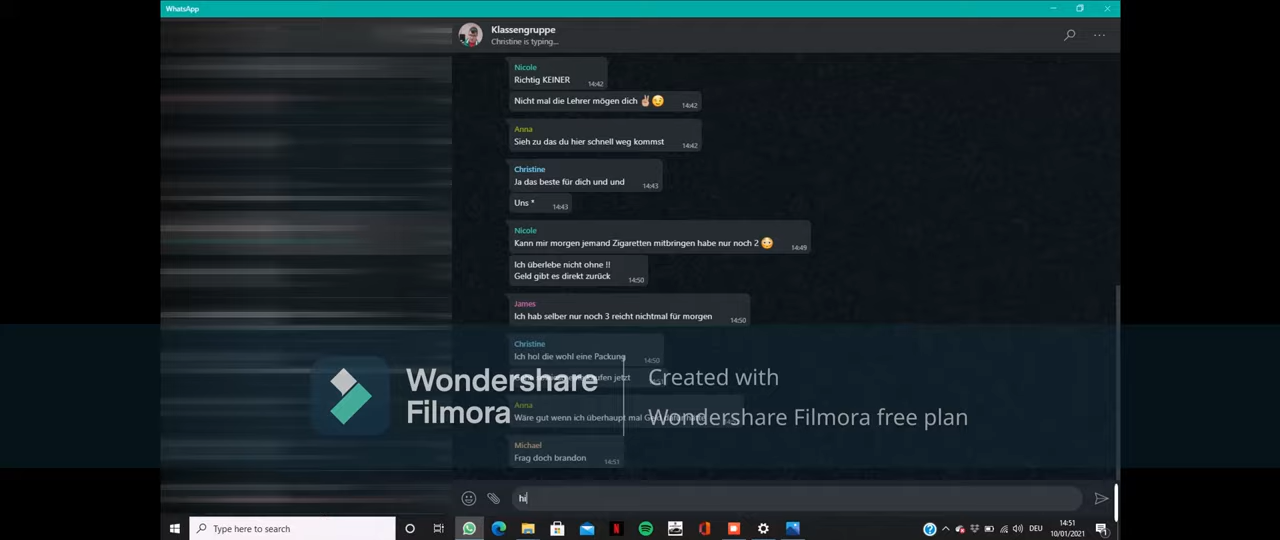 WhatsApp
Klassengruppe
Christine is typing...
Nicole
Richtig KEINER
14:42
Nicht mal die Lehrer mögen dich ✌😏
14:42
Anna
Sieh zu das du hier schnell weg kommst
14:42
Christine
Ja das beste für dich und und
14:43
Uns *
14:43
Nicole
Kann mir morgen jemand Zigaretten mitbringen habe nur noch 2 😳
14:49
Ich überlebe nicht ohne !!
Geld gibt es direkt zurück
14:50
James
Ich hab selber nur noch 3 reicht nichtmal für morgen
14:50
Christine
Ich hol die wohl eine Packung
14:50
jetzt
Anna
Wäre gut wenn ich überhaupt mal
Michael
Frag doch brandon
14:51
Wondershare
Filmora
Created with
Wondershare Filmora free plan
hi
Type here to search
DEU
14:51
10/01/2021